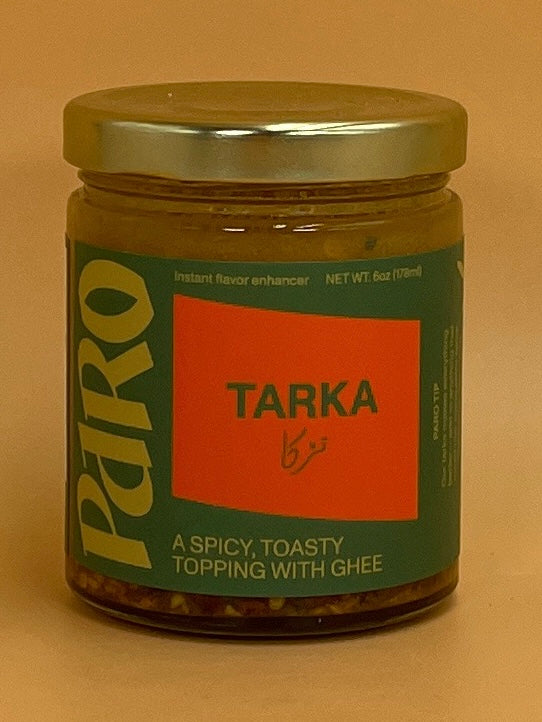 PARO
Instant flavor enhancer NET WT. 6oz (178ml)
TARKA
تڑکا
A SPICY, TOASTY
TOPPING WITH GHEE
PARO TIP